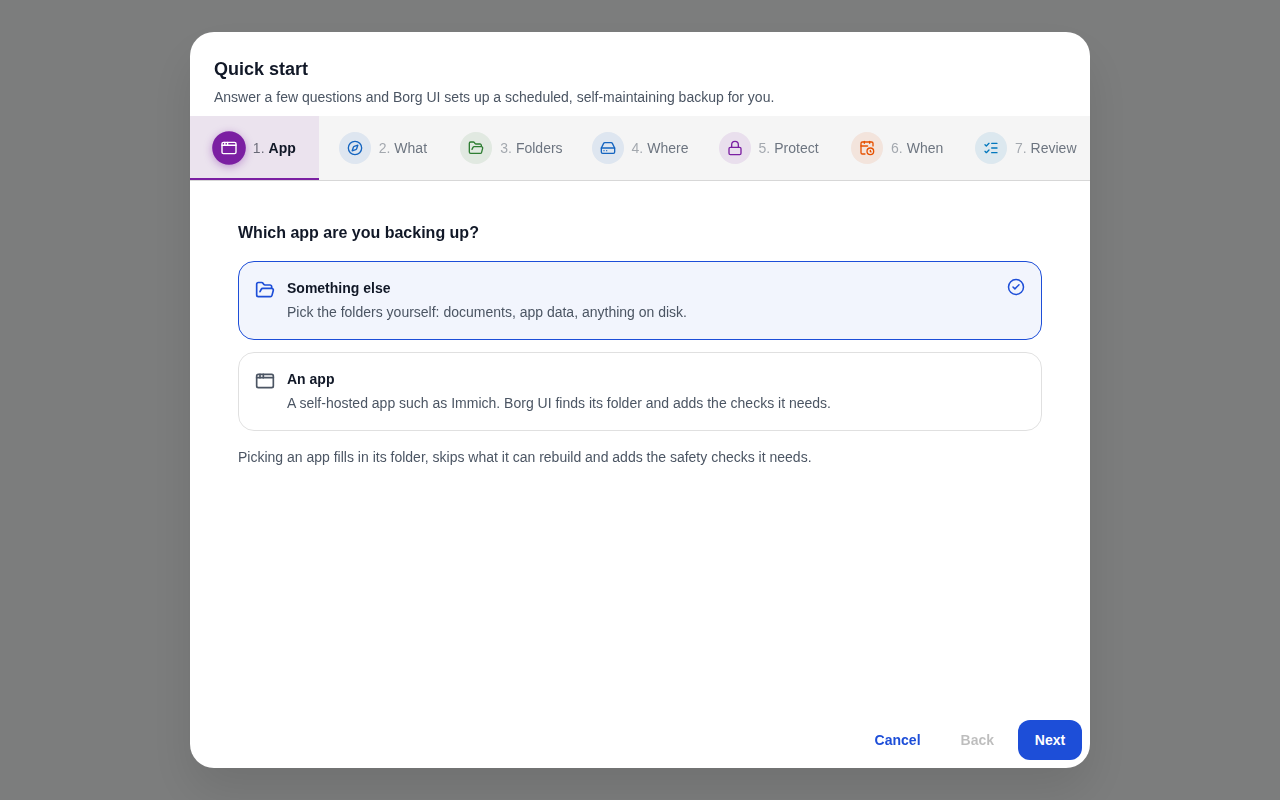 Quick start
Answer a few questions and Borg UI sets up a scheduled, self-maintaining backup for you.
1. App
2. What
3. Folders
4. Where
5. Protect
6. When
7. Review
Which app are you backing up?
Something else
Pick the folders yourself: documents, app data, anything on disk.
An app
A self-hosted app such as Immich. Borg UI finds its folder and adds the checks it needs.
Picking an app fills in its folder, skips what it can rebuild and adds the safety checks it needs.
Cancel
Back
Next